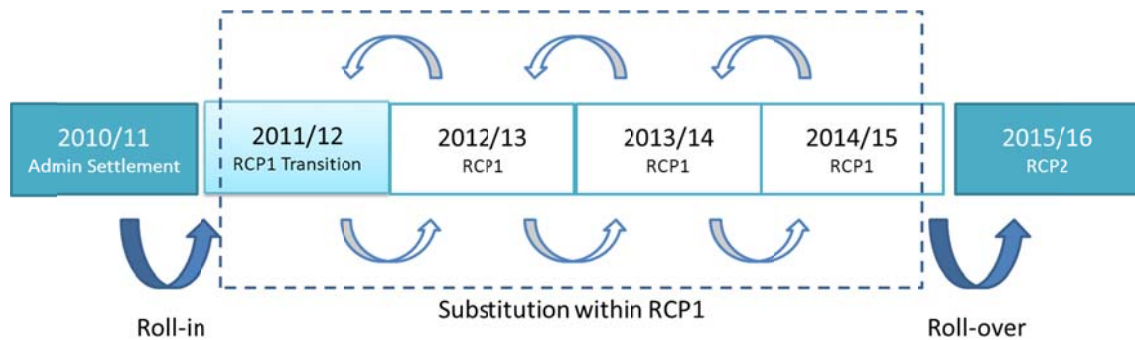 2010/11
Admin Settlement
2011/12
RCP1 Transition
2012/13
RCP1
2013/14
RCP1
2014/15
RCP1
2015/16
RCP2
Substitution within RCP1
Roll-in
Roll-over